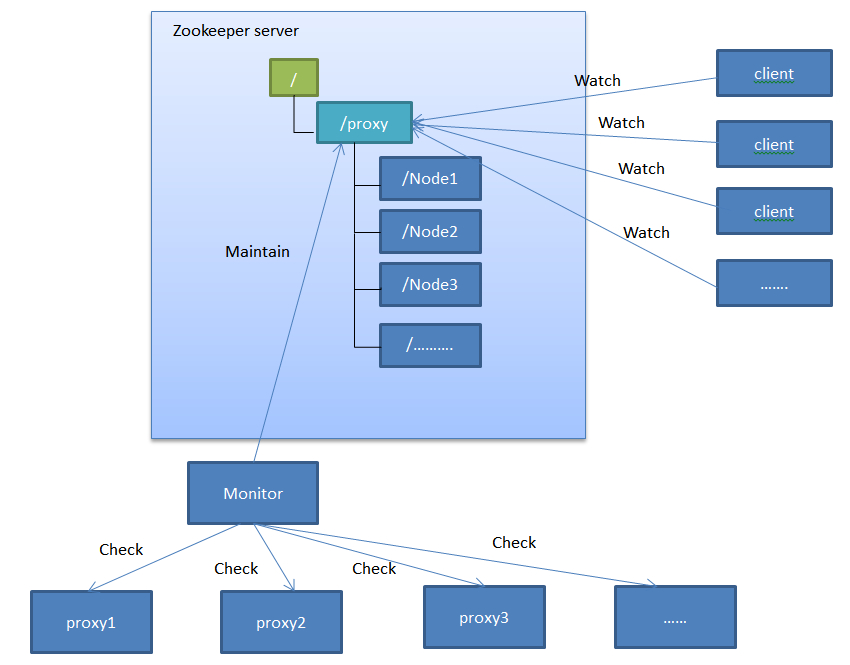 Zookeeper server
/
/proxy
/Node1
/Node2
/Node3
/..........
Watch
client
Watch
client
Watch
client
Watch
.......
Maintain
Monitor
Check
Check
Check
Check
proxy1
proxy2
proxy3
......